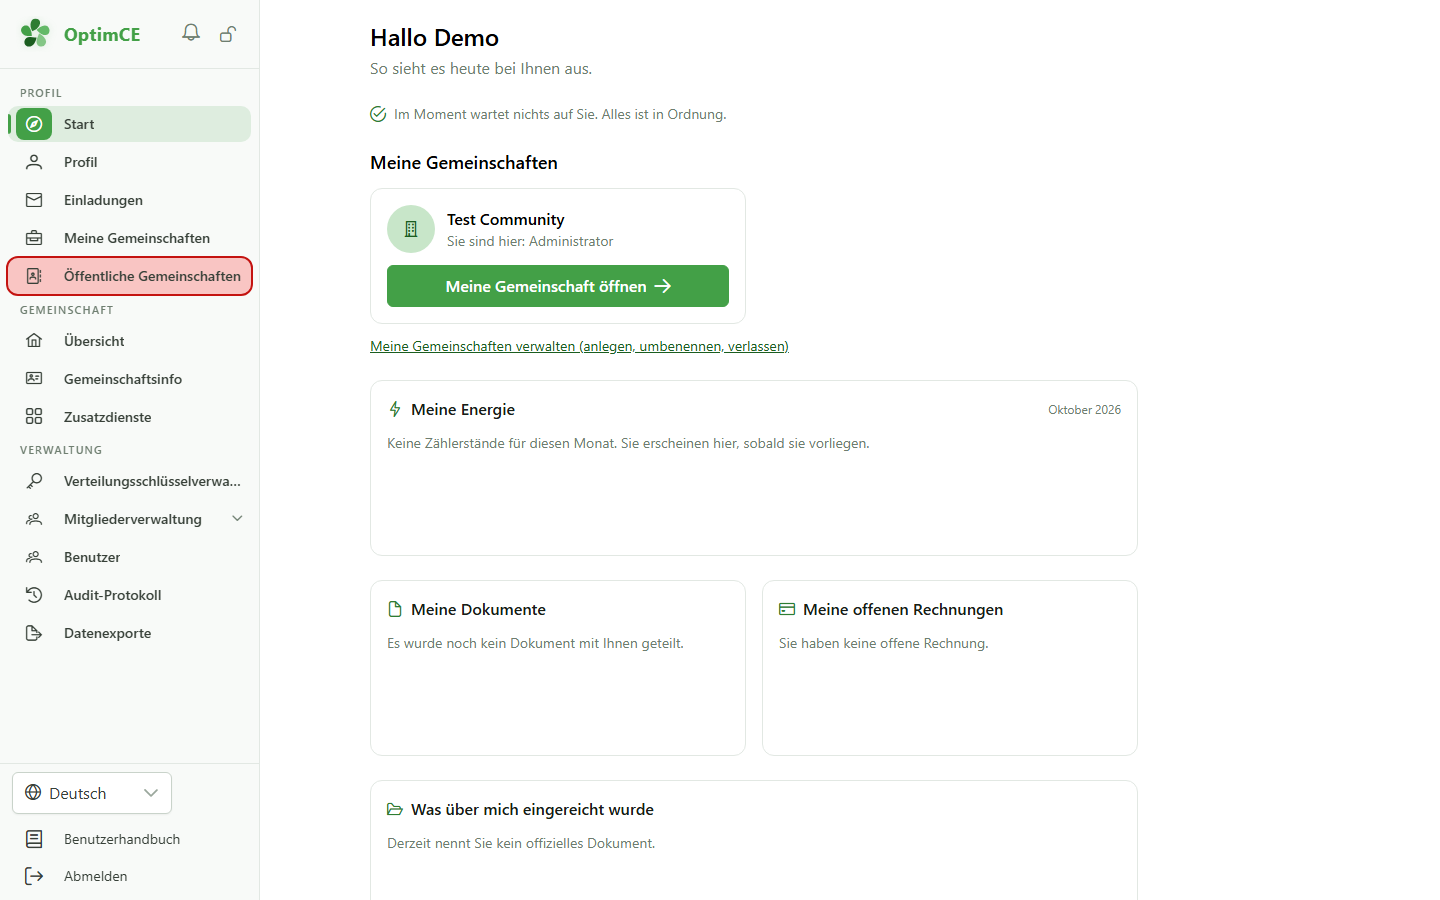 OptimCE
PROFIL
Start
Profil
Einladungen
Meine Gemeinschaften
Öffentliche Gemeinschaften
GEMEINSCHAFT
Übersicht
Gemeinschaftsinfo
Zusatzdienste
VERWALTUNG
Verteilungsschlüsselverwa...
Mitgliederverwaltung
Benutzer
Audit-Protokoll
Datenexporte
Deutsch
Benutzerhandbuch
Abmelden
Hallo Demo
So sieht es heute bei Ihnen aus.
Im Moment wartet nichts auf Sie. Alles ist in Ordnung.
Meine Gemeinschaften
Test Community
Sie sind hier: Administrator
Meine Gemeinschaft öffnen
Meine Gemeinschaften verwalten (anlegen, umbenennen, verlassen)
Meine Energie
Oktober 2026
Keine Zählerstände für diesen Monat. Sie erscheinen hier, sobald sie vorliegen.
Meine Dokumente
Es wurde noch kein Dokument mit Ihnen geteilt.
Meine offenen Rechnungen
Sie haben keine offene Rechnung.
Was über mich eingereicht wurde
Derzeit nennt Sie kein offizielles Dokument.